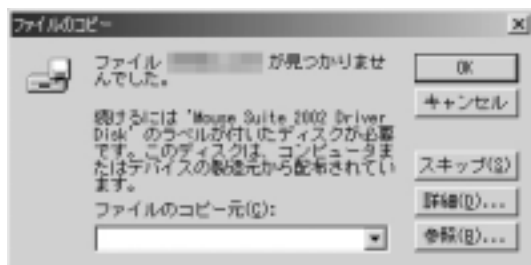 ファイルのコピー
ファイル が見つかりませ
んでした。
続けるには 'Mouse Suite 2002 Driver
Disk' のラベルが付いたディスクが必要
です。このディスクは、コンピュータま
たはデバイスの製造元から配布されてい
ます。
ファイルのコピー元(C):
OK
キャンセル
スキップ(S)
詳細(D)...
参照(B)...